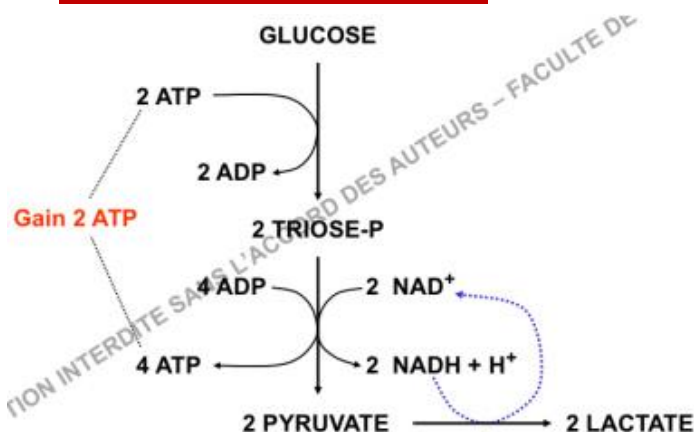 GLUCOSE
2 ATP
2 ADP
Gain 2 ATP
2 TRIOSE-P
4 ADP
2 NAD⁺
4 ATP
2 NADH + H⁺
2 PYRUVATE
2 LACTATE
TION INTERDITE SANS L'ACCORD DES AUTEURS – FACULTE DE